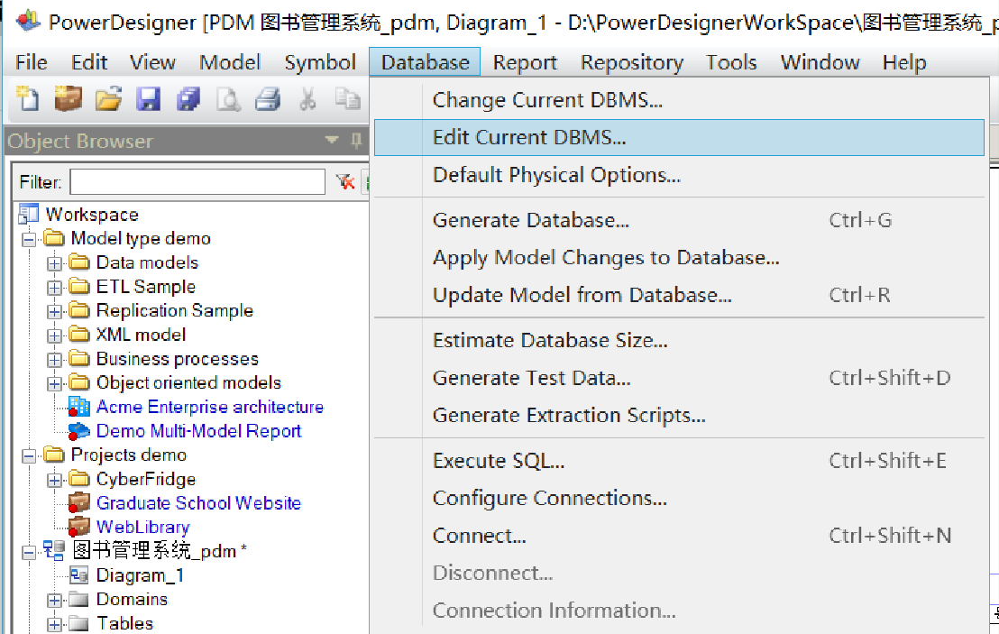 PowerDesigner [PDM 图书管理系统_pdm, Diagram_1 - D:\PowerDesignerWorkSpace\图书管理系统_p
File Edit View Model Symbol Database Report Repository Tools Window Help
Change Current DBMS...
Object Browser
Edit Current DBMS...
Default Physical Options...
Filter:
Workspace
Model type demo
Data models
ETL Sample
Replication Sample
XML model
Business processes
Object oriented models
Acme Enterprise architecture
Demo Multi-Model Report
Projects demo
CyberFridge
Graduate School Website
WebLibrary
图书管理系统_pdm *
Diagram_1
Domains
Tables
Generate Database... Ctrl+G
Apply Model Changes to Database...
Update Model from Database... Ctrl+R
Estimate Database Size...
Generate Test Data... Ctrl+Shift+D
Generate Extraction Scripts...
Execute SQL... Ctrl+Shift+E
Configure Connections...
Connect... Ctrl+Shift+N
Disconnect...
Connection Information...